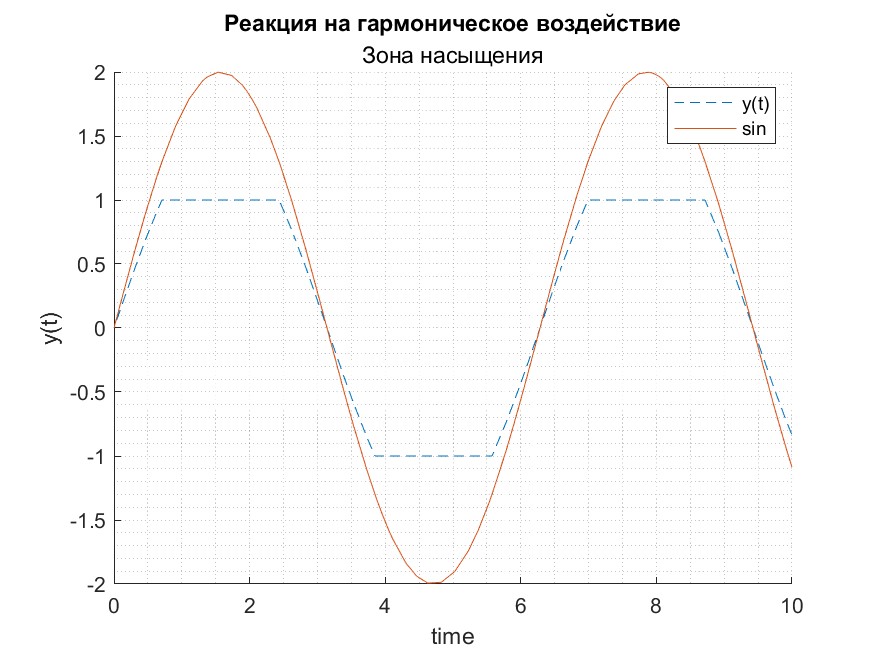 Реакция на гармоническое воздействие
Зона насыщения
y(t)
sin
2
1.5
1
0.5
0
-0.5
-1
-1.5
-2
y(t)
0 2 4 6 8 10
time